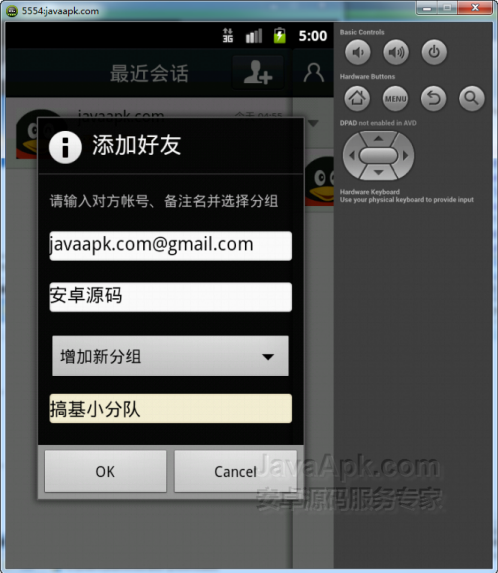 5554:javaapk.com
3G
5:00
Basic Controls
最近会话
Hardware Buttons
MENU
javaapk.com
DPAD not enabled in AVD
添加好友
请输入对方帐号、备注名并选择分组
Hardware Keyboard
Use your physical keyboard to provide input
javaapk.com@gmail.com
安卓源码
增加新分组
搞基小分队
OK
Cancel
JavaApk.com
安卓源码服务专家